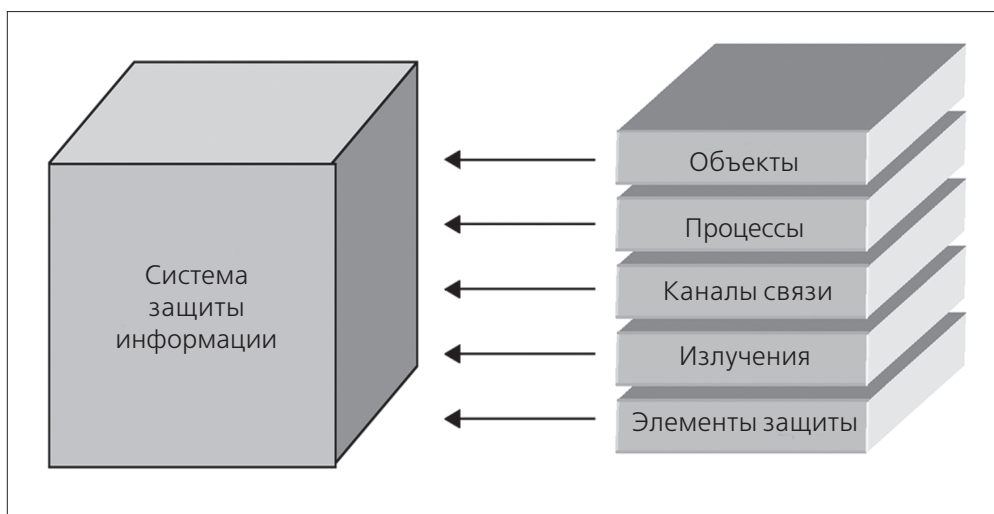 Система
защиты
информации
Объекты
Процессы
Каналы связи
Излучения
Элементы защиты